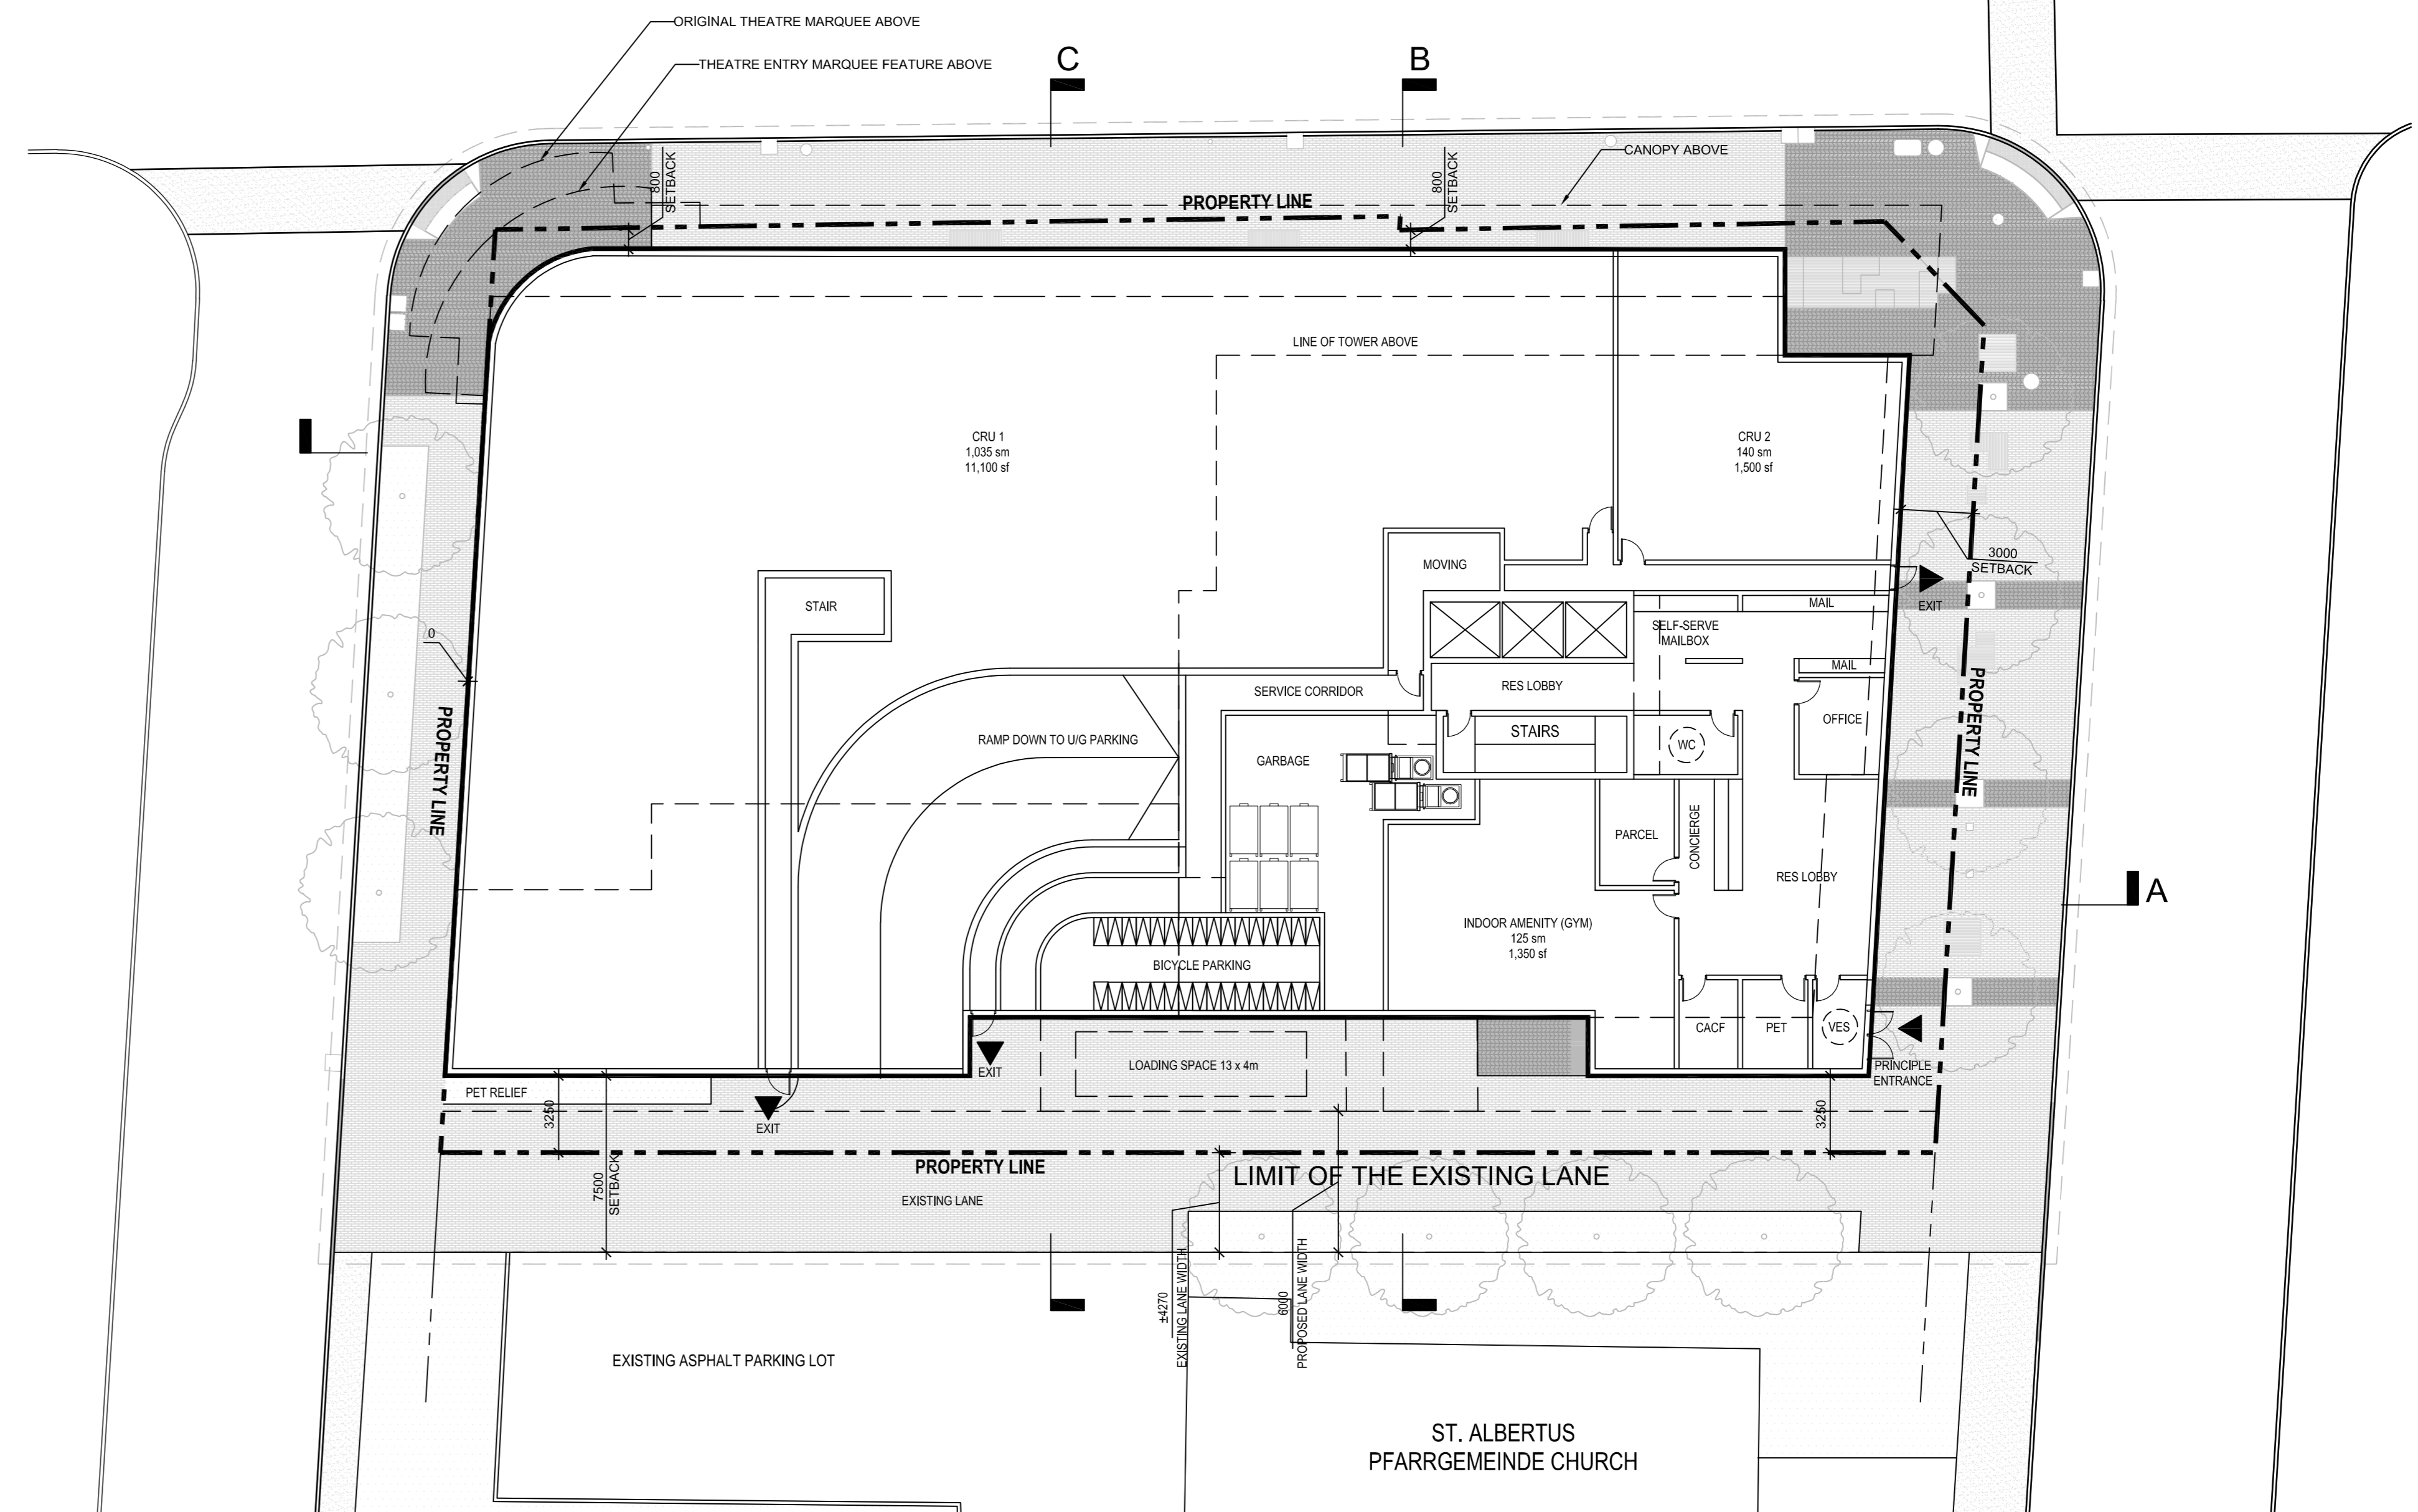 ORIGINAL THEATRE MARQUEE ABOVE
THEATRE ENTRY MARQUEE FEATURE ABOVE
C
B
CANOPY ABOVE
800
SETBACK
800
SETBACK
PROPERTY LINE
LINE OF TOWER ABOVE
CRU 1
1,035 sm
11,100 sf
CRU 2
140 sm
1,500 sf
3000
SETBACK
MOVING
STAIR
EXIT
MAIL
SELF-SERVE
MAILBOX
0
MAIL
RES LOBBY
SERVICE CORRIDOR
OFFICE
PROPERTY LINE
PROPERTY LINE
STAIRS
WC
RAMP DOWN TO U/G PARKING
GARBAGE
PARCEL
CONCIERGE
RES LOBBY
A
INDOOR AMENITY (GYM)
125 sm
1,350 sf
BICYCLE PARKING
CACF
PET
VES
LOADING SPACE 13 x 4m
EXIT
PRINCIPLE
ENTRANCE
PET RELIEF
3250
EXIT
3250
PROPERTY LINE
LIMIT OF THE EXISTING LANE
7500
SETBACK
EXISTING LANE
±4270
EXISTING LANE WIDTH
6000
PROPOSED LANE WIDTH
EXISTING ASPHALT PARKING LOT
ST. ALBERTUS
PFARRGEMEINDE CHURCH